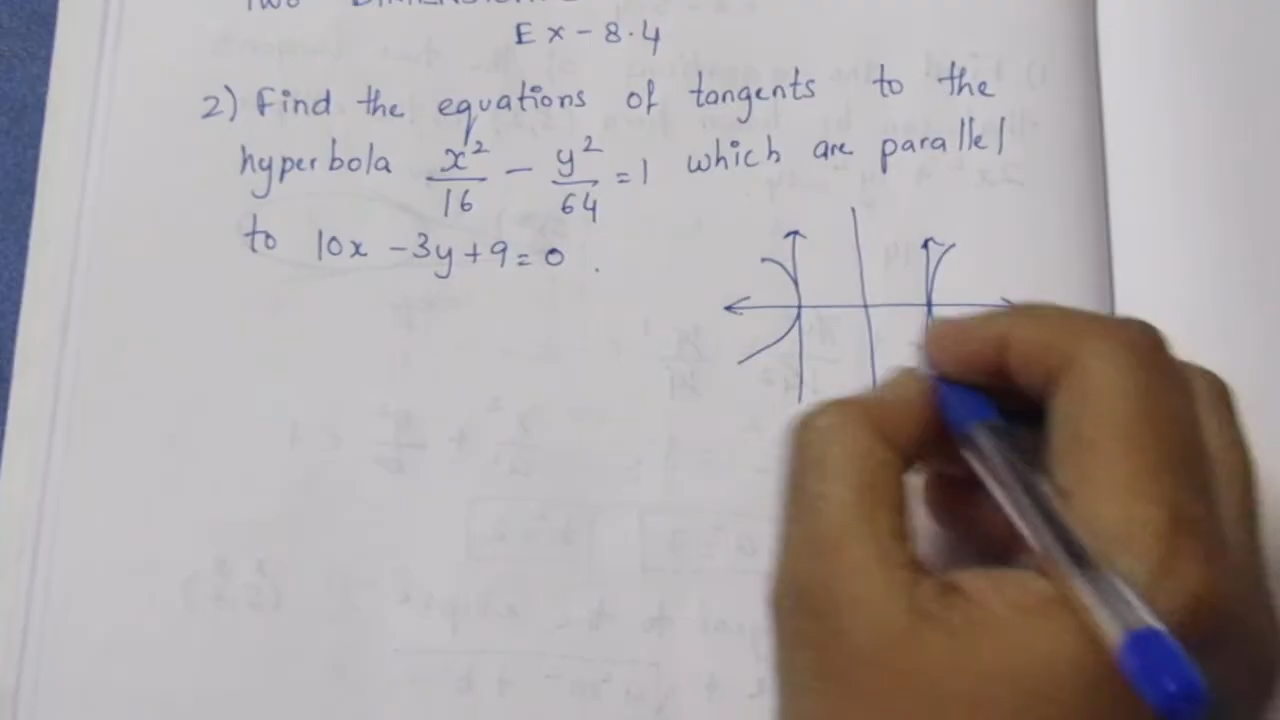 Ex - 8.4
2) Find the equations of tangents to the
hyperbola x²/16 - y²/64 = 1 which are parallel
to 10x - 3y + 9 = 0 .